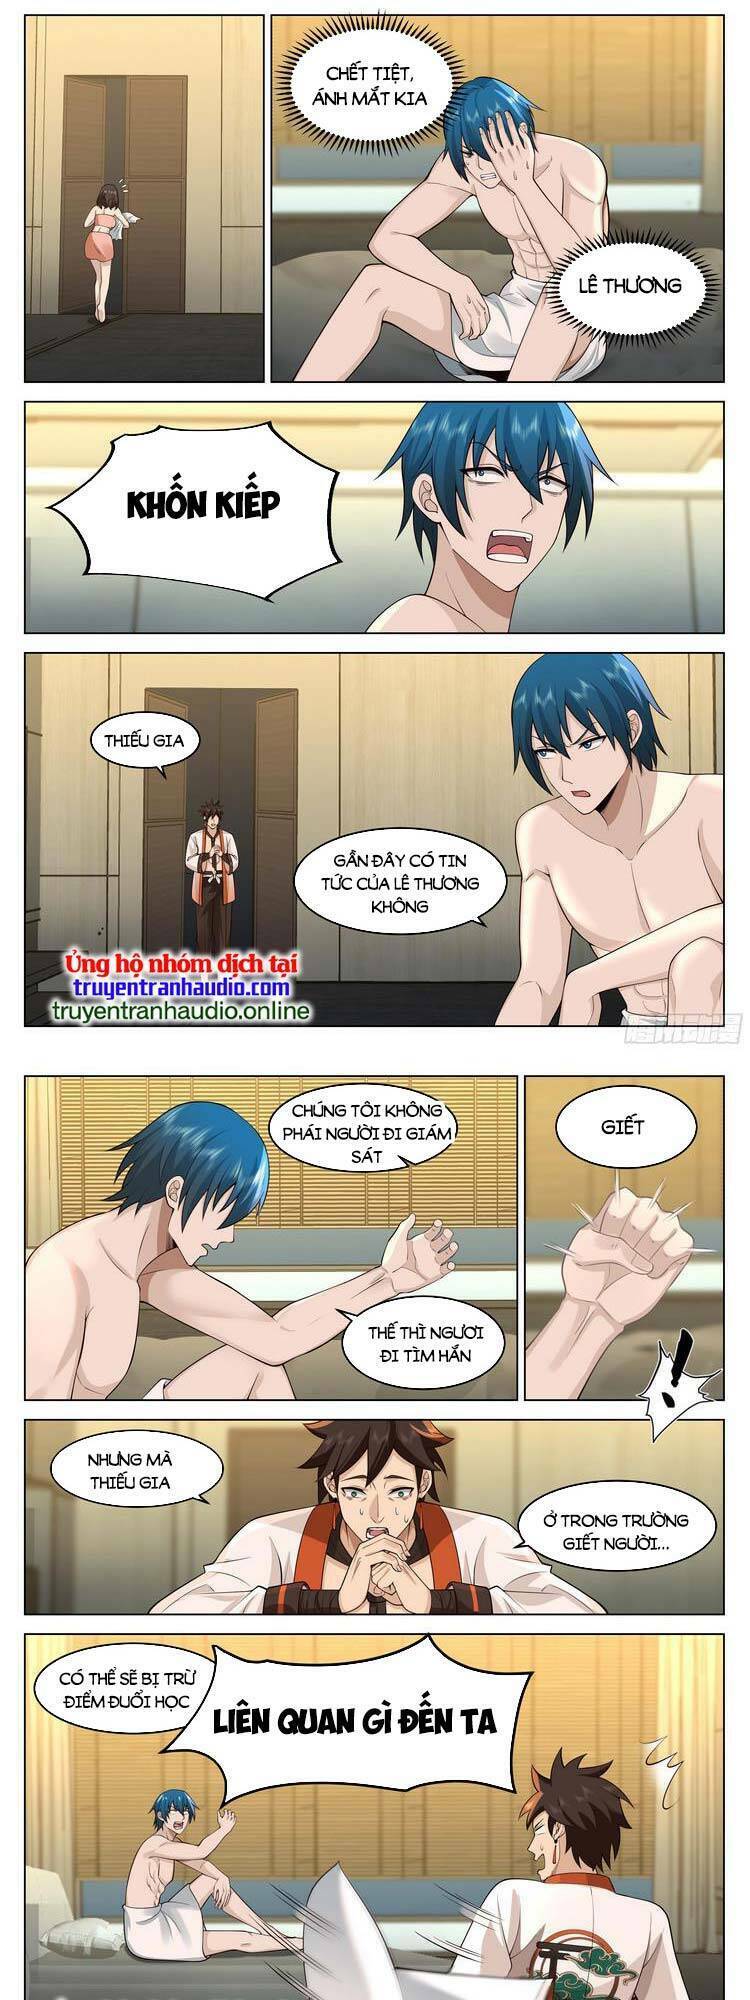 CHẾT TIỆT,
ÁNH MẮT KIA
LÊ THƯƠNG
KHỐN KIẾP
THIẾU GIA
GẦN ĐÂY CÓ TIN
TỨC CỦA LÊ THƯƠNG
KHÔNG
Ủng hộ nhóm dịch tại
truyentranhaudio.com
truyentranhaudio.online
CHÚNG TÔI KHÔNG
PHÁI NGƯỜI ĐI GIÁM
SÁT
GIẾT
THẾ THÌ NGƯƠI
ĐI TÌM HẮN
!
NHƯNG MÀ
THIẾU GIA
Ở TRONG TRƯỜNG
GIẾT NGƯỜI...
CÓ THỂ SẼ BỊ TRỪ
ĐIỂM ĐUỔI HỌC
LIÊN QUAN GÌ ĐẾN TA